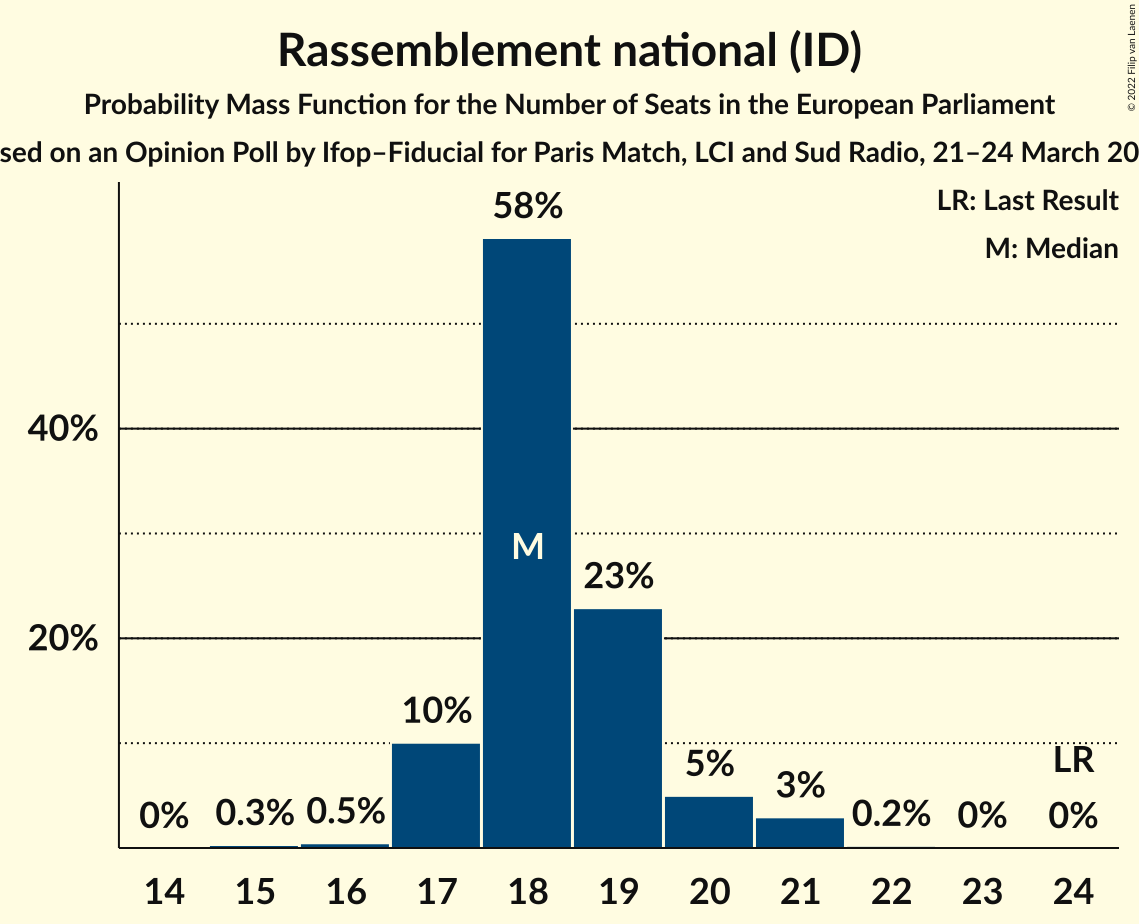 Rassemblement national (ID)
Probability Mass Function for the Number of Seats in the European Parliament
sed on an Opinion Poll by Ifop–Fiducial for Paris Match, LCI and Sud Radio, 21–24 March 20
© 2022 Filip van Laenen
LR: Last Result
M: Median
58%
40%
M
23%
20%
10%
LR
5%
3%
0% 0.3% 0.5% 0.2% 0% 0%
14 15 16 17 18 19 20 21 22 23 24